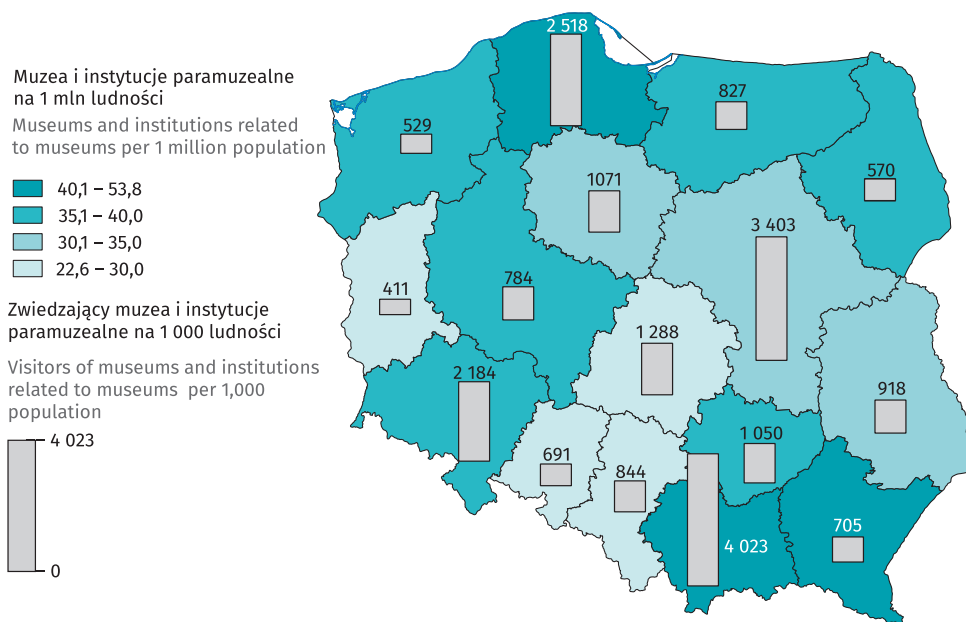 Muzea i instytucje paramuzealne
na 1 mln ludności
Museums and institutions related
to museums per 1 million population
40,1 – 53,8
35,1 – 40,0
30,1 – 35,0
22,6 – 30,0
Zwiedzający muzea i instytucje
paramuzealne na 1 000 ludności
Visitors of museums and institutions
related to museums per 1,000
population
4 023
0
2 518
827
529
570
1071
3 403
784
411
1 288
2 184
918
1 050
691
844
705
4 023